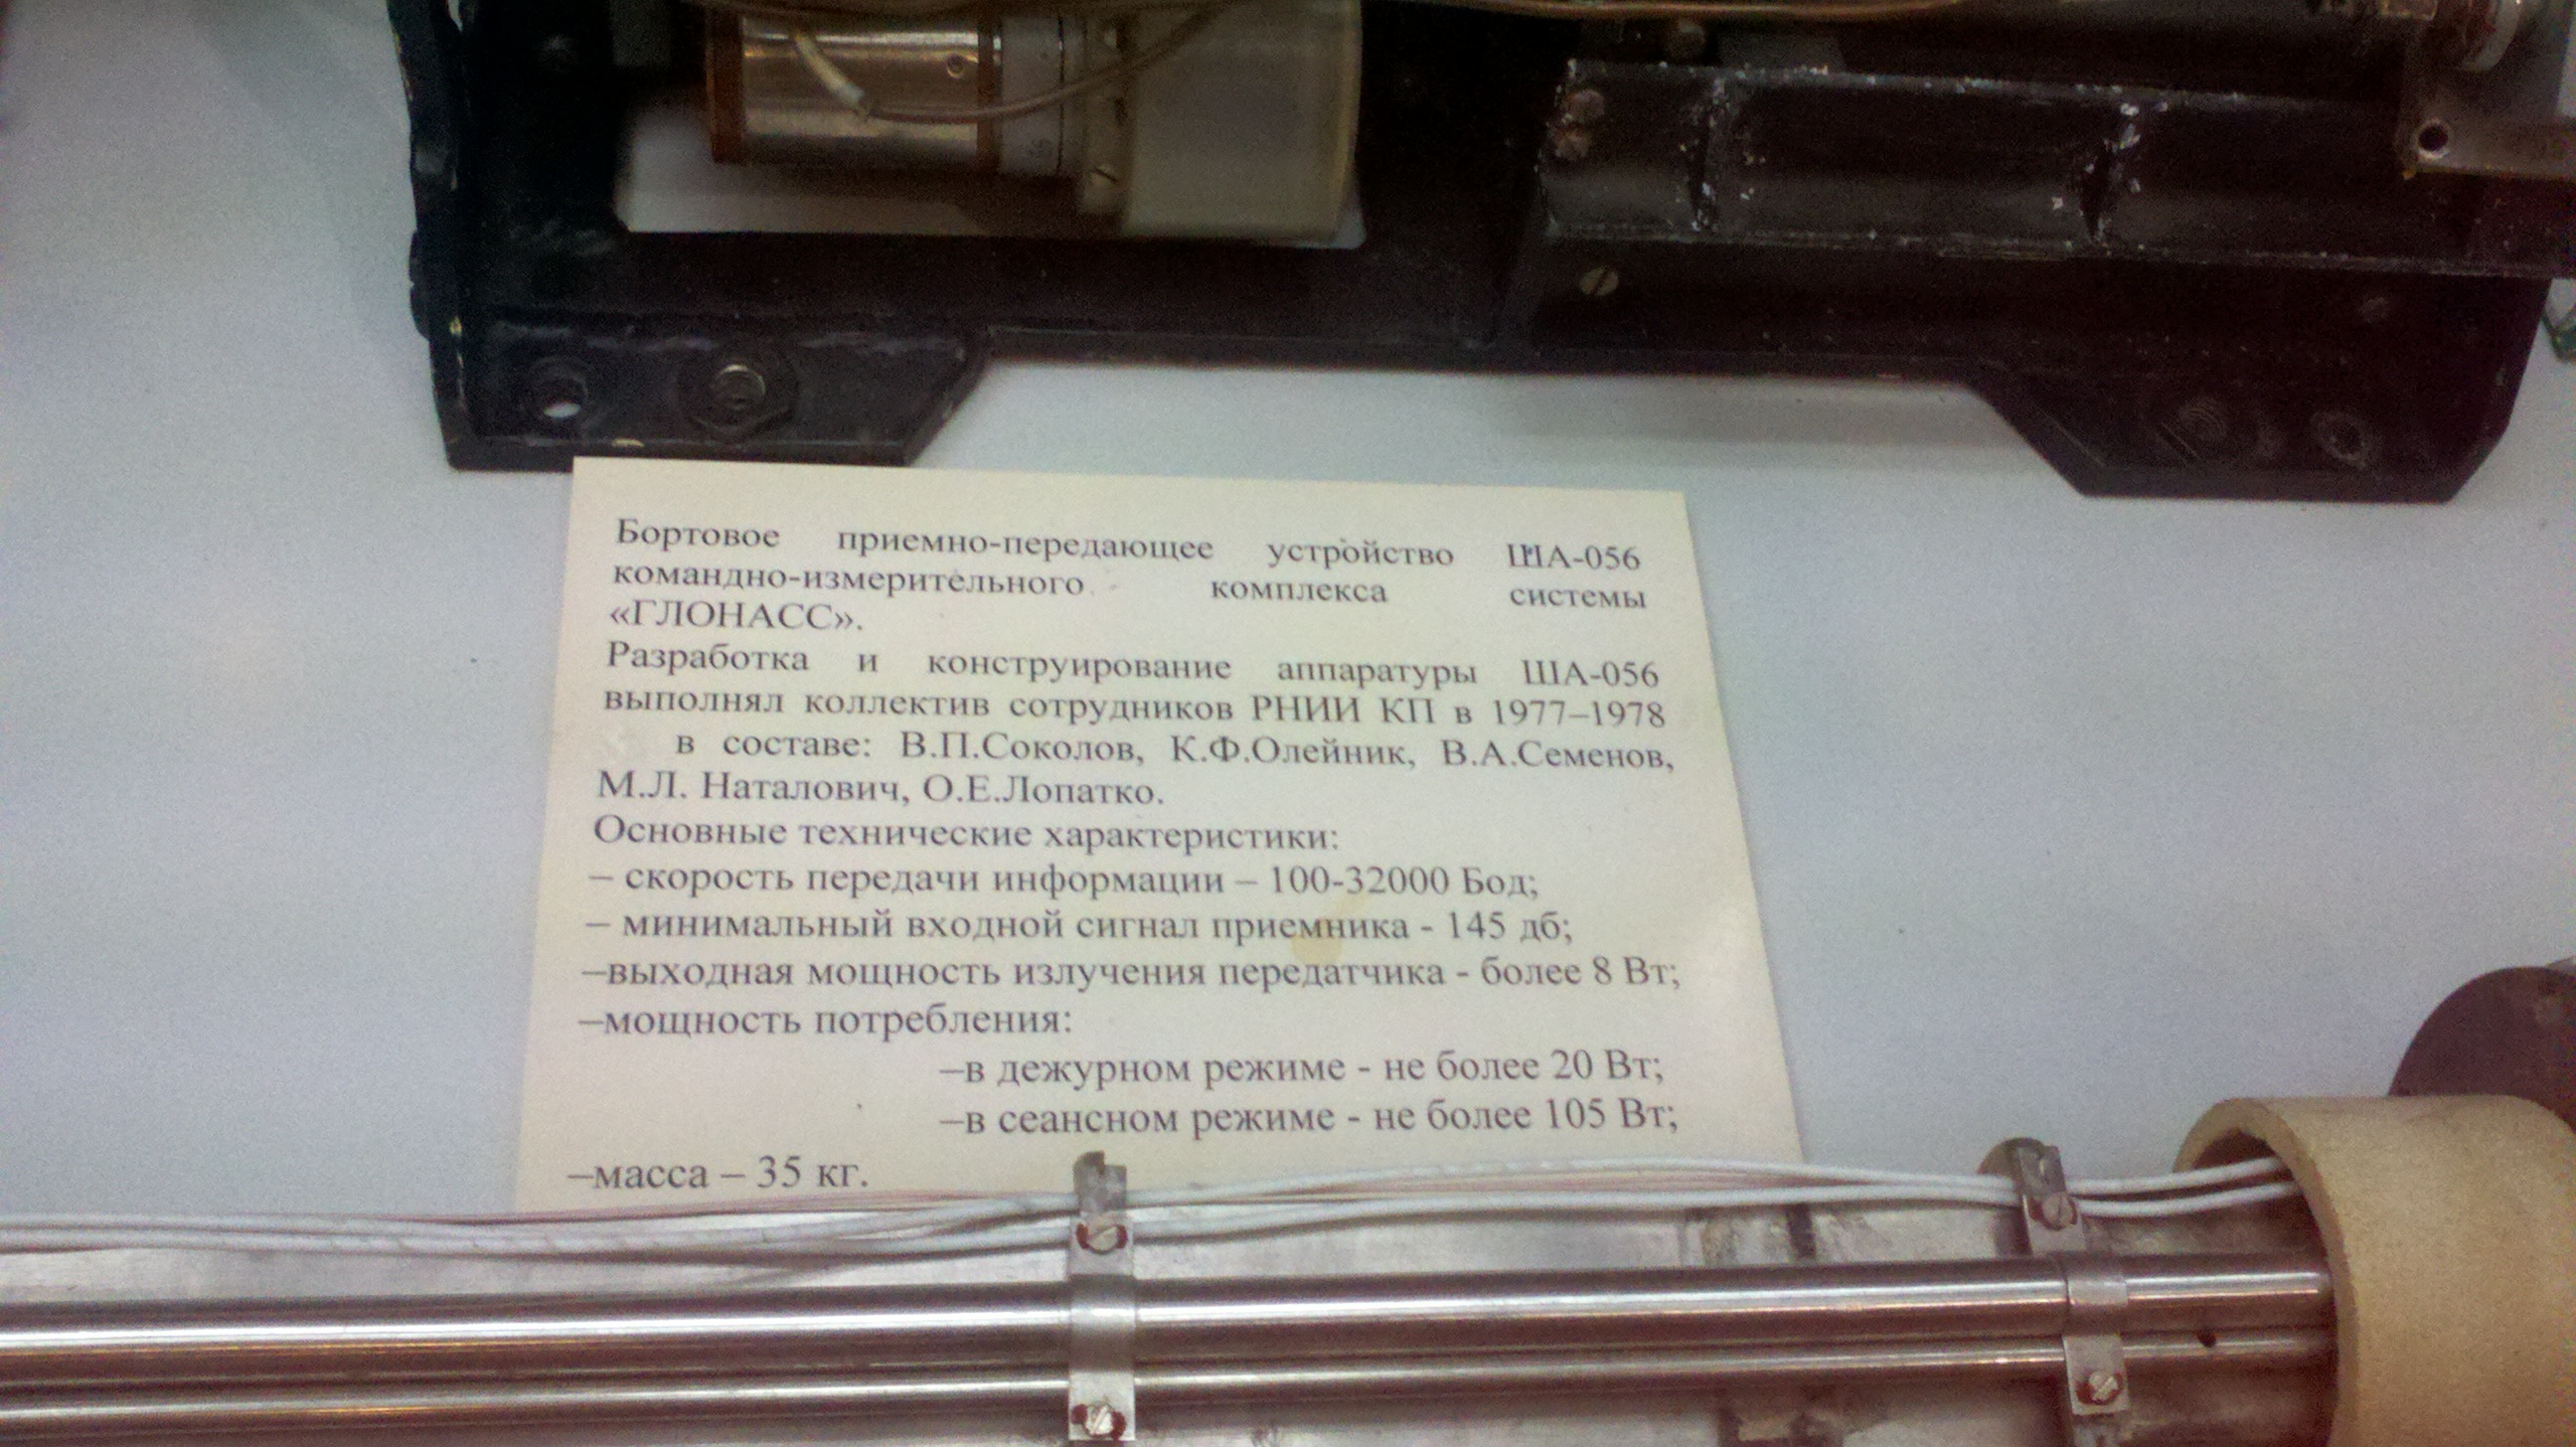 Бортовое приемно-передающее устройство ША-056
командно-измерительного комплекса системы
«ГЛОНАСС».
Разработка и конструирование аппаратуры ША-056
выполнял коллектив сотрудников РНИИ КП в 1977–1978
в составе: В.П.Соколов, К.Ф.Олейник, В.А.Семенов,
М.Л. Наталович, О.Е.Лопатко.
Основные технические характеристики:
– скорость передачи информации – 100-32000 Бод;
– минимальный входной сигнал приемника - 145 дб;
–выходная мощность излучения передатчика - более 8 Вт;
–мощность потребления:
–в дежурном режиме - не более 20 Вт;
–в сеансном режиме - не более 105 Вт;
–масса – 35 кг.